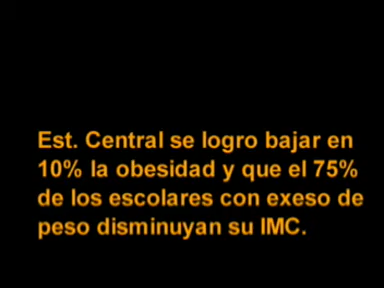 Est. Central se logro bajar en
10% la obesidad y que el 75%
de los escolares con exeso de
peso disminuyan su IMC.